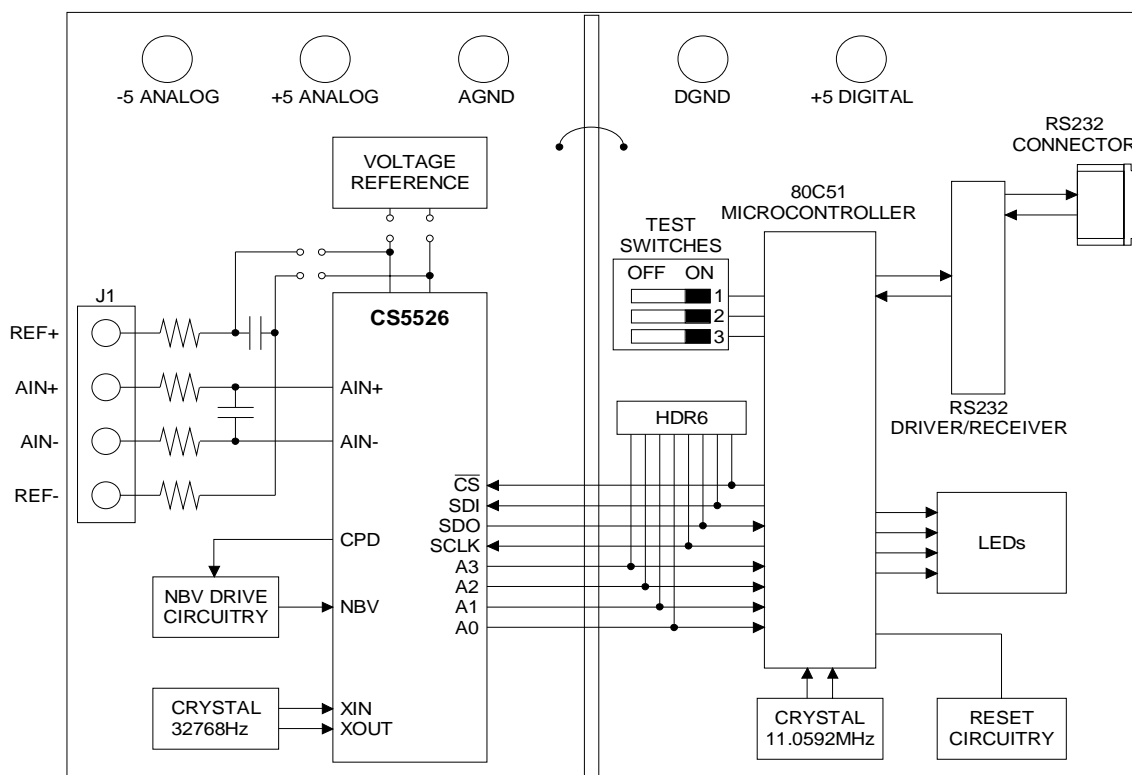 -5 ANALOG
+5 ANALOG
AGND
DGND
+5 DIGITAL
RS232
CONNECTOR
VOLTAGE
REFERENCE
80C51
MICROCONTROLLER
TEST
SWITCHES
OFF ON
1
2
3
J1
CS5526
REF+
AIN+
AIN-
REF-
AIN+
AIN-
HDR6
RS232
DRIVER/RECEIVER
CS
SDI
SDO
SCLK
A3
A2
A1
A0
LEDs
CPD
NBV DRIVE
CIRCUITRY
NBV
CRYSTAL
32768Hz
XIN
XOUT
CRYSTAL
11.0592MHz
RESET
CIRCUITRY